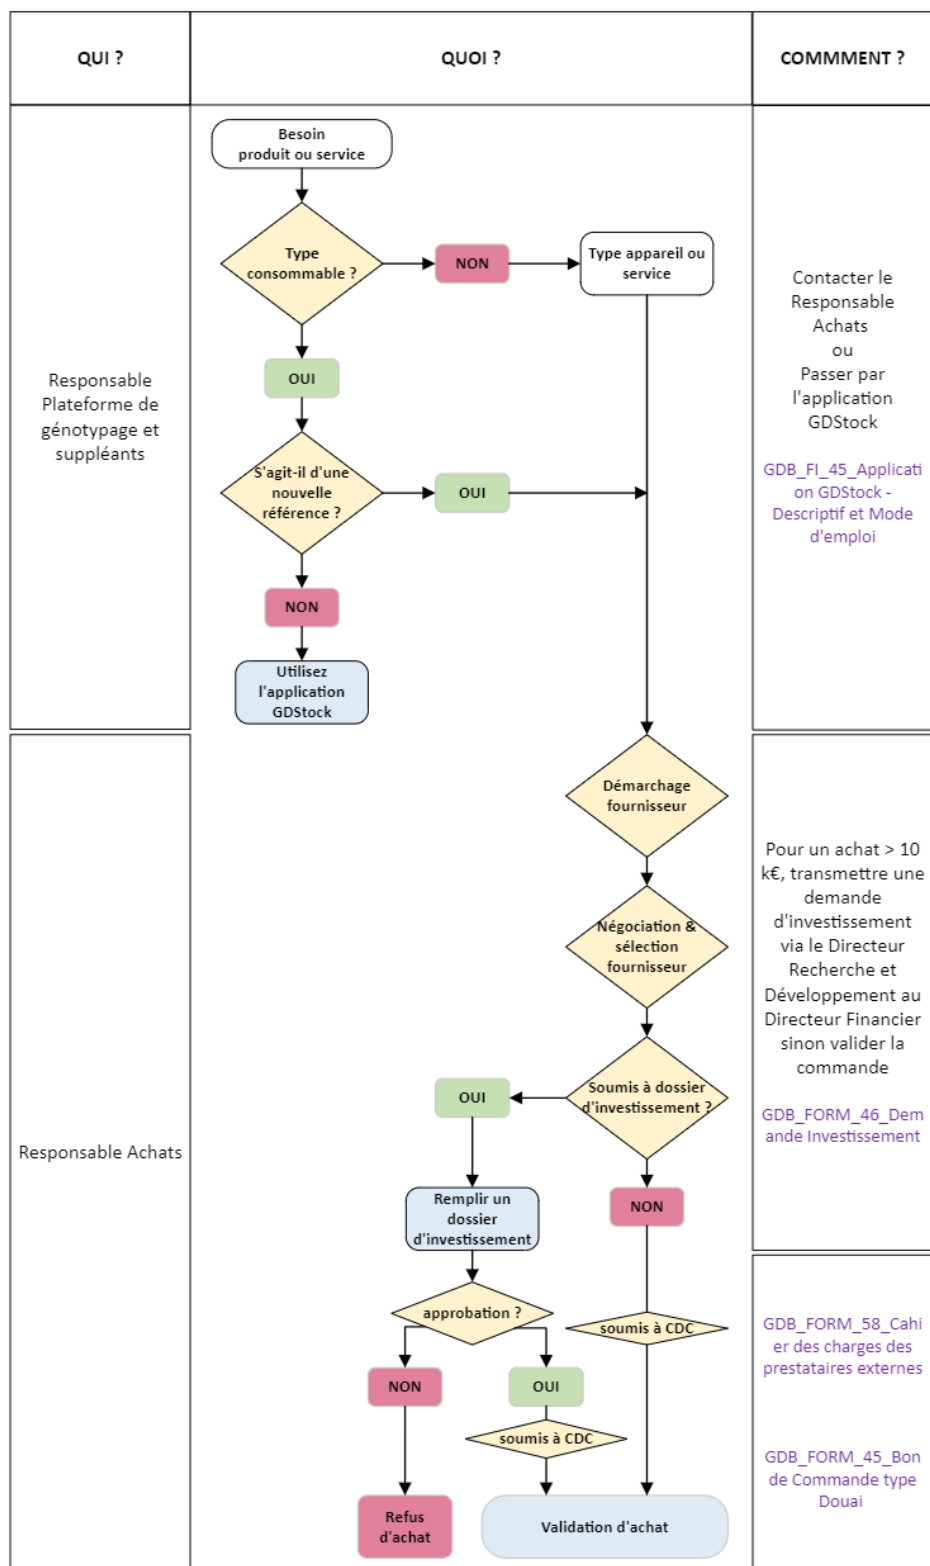 QUI ?
QUOI ?
COMMMENT ?
Besoin
produit ou service
Type
consommable ?
NON
Type appareil ou
service
OUI
S'agit-il d'une
nouvelle
référence ?
OUI
NON
Utilisez
l'application
GDStock
Responsable
Plateforme de
génotypage et
suppléants
Contacter le
Responsable
Achats
ou
Passer par
l'application
GDStock
GDB_FI_45_Applicati
on GDStock -
Descriptif et Mode
d'emploi
Responsable Achats
Démarchage
fournisseur
Négociation &
sélection
fournisseur
Soumis à dossier
d'investissement ?
OUI
NON
Remplir un
dossier
d'investissement
approbation ?
soumis à CDC
NON
OUI
soumis à CDC
Refus
d'achat
Validation d'achat
Pour un achat > 10
k€, transmettre une
demande
d'investissement
via le Directeur
Recherche et
Développement au
Directeur Financier
sinon valider la
commande
GDB_FORM_46_Dem
ande Investissement
GDB_FORM_58_Cahi
er des charges des
prestataires externes
GDB_FORM_45_Bon
de Commande type
Douai